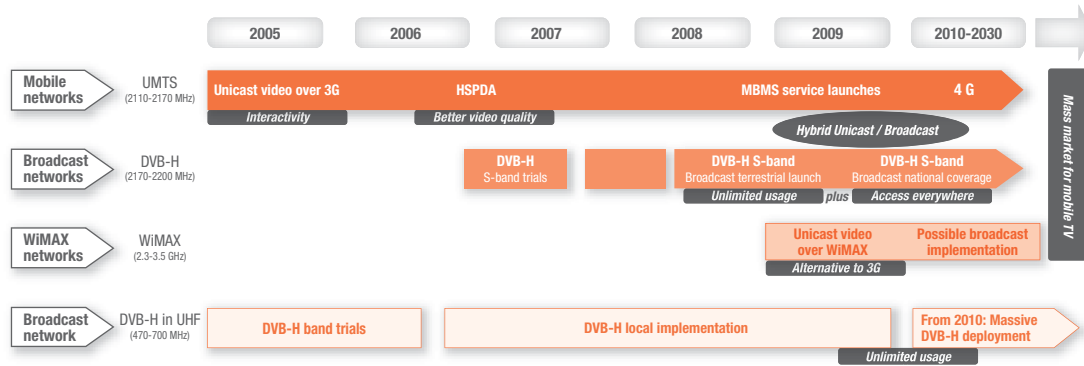 2005 2006 2007 2008 2009 2010-2030
Mobile
networks
UMTS
(2110-2170 MHz)
Unicast video over 3G HSPDA MBMS service launches 4 G
Interactivity Better video quality
Hybrid Unicast / Broadcast
Broadcast
networks
DVB-H
(2170-2200 MHz)
DVB-H
S-band trials
DVB-H S-band
Broadcast terrestrial launch
DVB-H S-band
Broadcast national coverage
Unlimited usage plus Access everywhere
WiMAX
networks
WiMAX
(2.3-3.5 GHz)
Unicast video
over WiMAX
Possible broadcast
implementation
Alternative to 3G
Broadcast
network
DVB-H in UHF
(470-700 MHz)
DVB-H band trials
DVB-H local implementation
From 2010: Massive
DVB-H deployment
Unlimited usage
Mass market for mobile TV